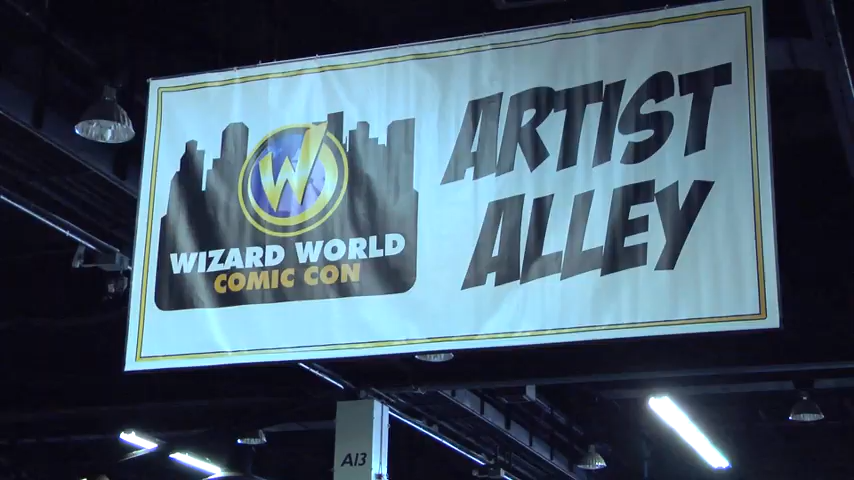 W
WIZARD WORLD
COMIC CON
ARTIST
ALLEY
A13